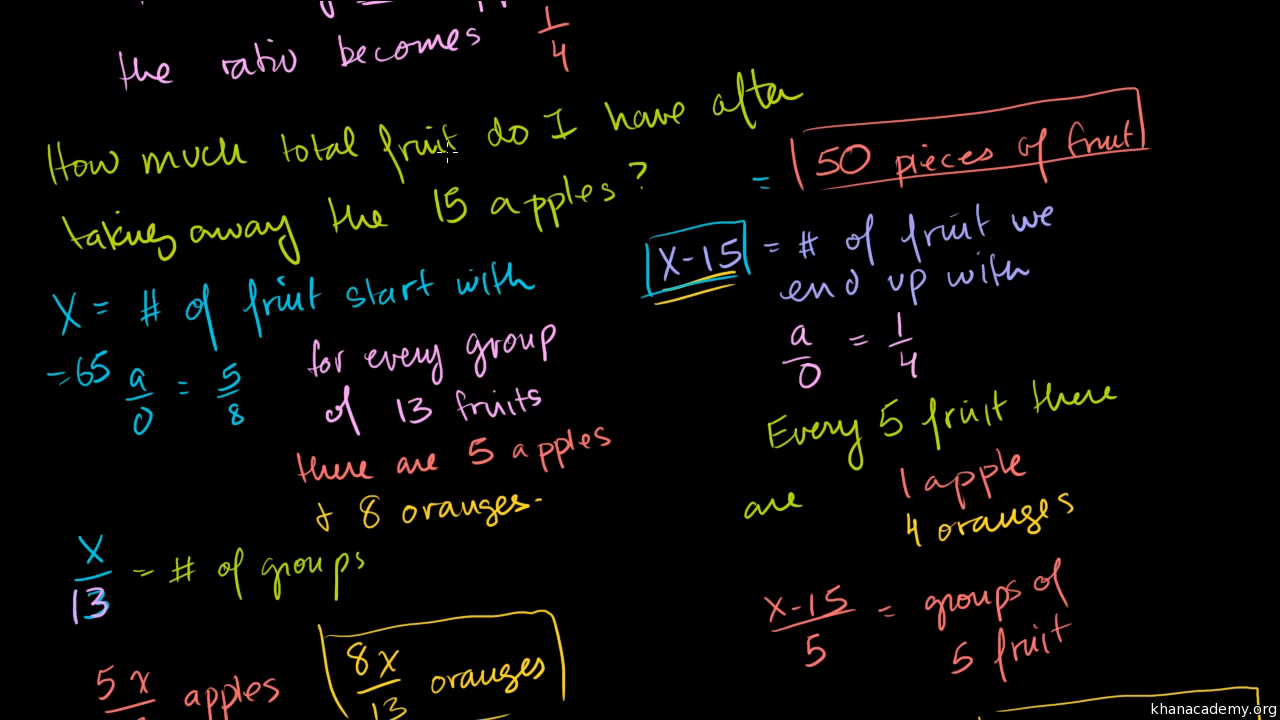 the ratio becomes 1/4
How much total fruit do I have after
taking away the 15 apples?
= 50 pieces of fruit
X - 15 = # of fruit we
end up with
X = # of fruit start with
= 65
a/o = 5/8
for every group
of 13 fruits
there are 5 apples
+ 8 oranges.
a/o = 1/4
Every 5 fruit there
are 1 apple
4 oranges
X/13 = # of groups
X-15/5 = groups of
5 fruit
5x apples
8x/13 oranges
khanacademy.org